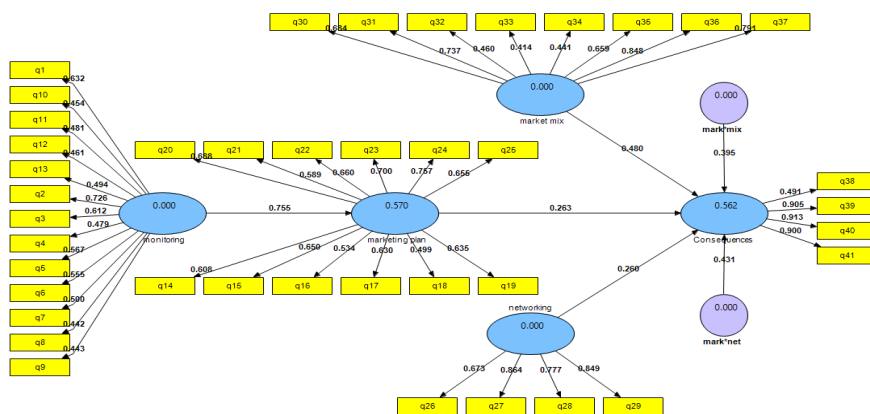 q30 q31 q32 q33 q34 q35 q36 q37
0.684 0.737 0.460 0.414 0.441 0.659 0.848 0.791
0.000
market mix
0.000
mark*mix
0.480
0.395
q1
q10
q11
q12
q13
q2
q3
q4
q5
q6
q7
q8
q9
0.632
0.454
0.481
0.461
0.494
0.726
0.612
0.479
0.567
0.555
0.500
0.442
0.443
0.000
monitoring
0.755
q20 q21 q22 q23 q24 q25
0.688 0.589 0.660 0.700 0.757 0.655
0.570
marketing plan
0.608 0.650 0.534 0.630 0.499 0.635
q14 q15 q16 q17 q18 q19
0.263
0.562
Consequences
0.491
0.905
0.913
0.900
q38
q39
q40
q41
0.431
0.260
networking
0.000
0.000
mark*net
0.673 0.864 0.777 0.849
q26 q27 q28 q29